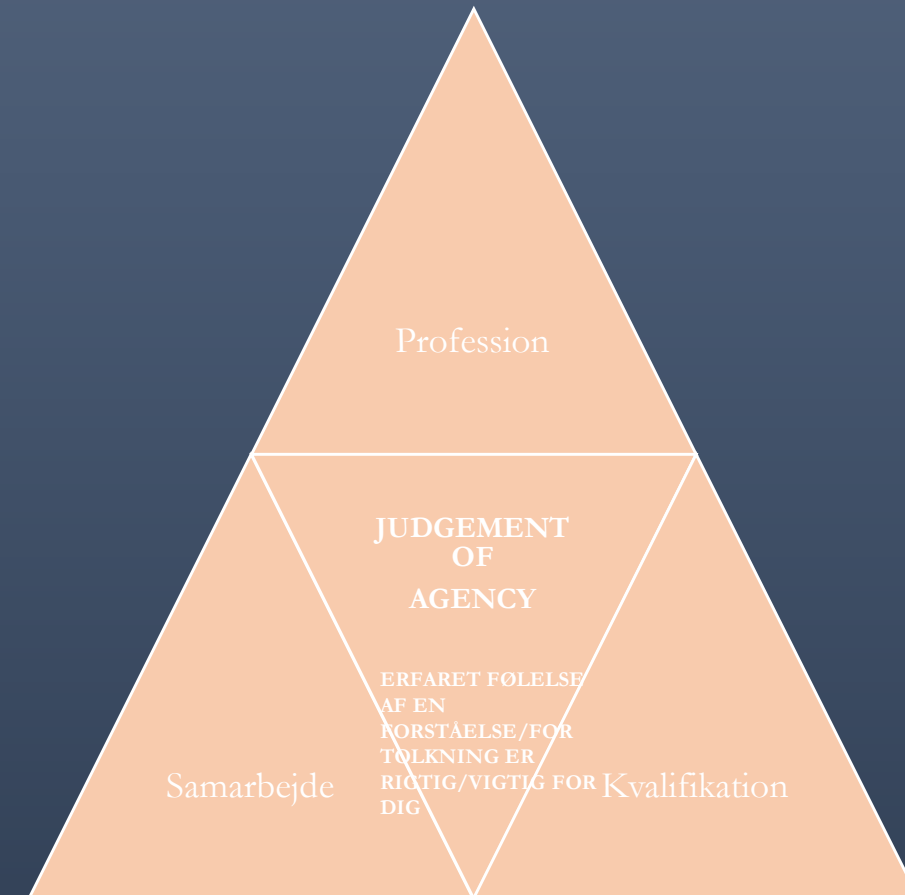 Profession
JUDGEMENT
OF
AGENCY
ERFARET FØLELSE
AF EN
FORSTÅELSE/FOR
TOLKNING ER
RIGTIG/VIGTIG FOR
DIG
Samarbejde
Kvalifikation